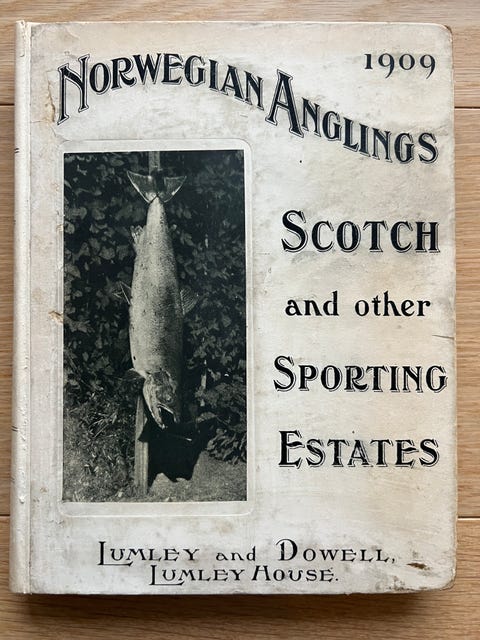 1909
NORWEGIAN ANGLINGS
SCOTCH
and other
SPORTING
ESTATES
LUMLEY and DOWELL,
LUMLEY HOUSE.